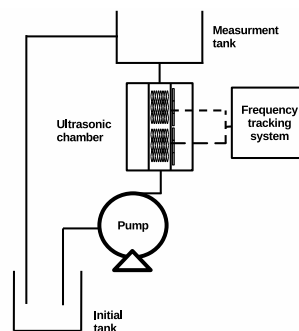 Measurment
tank
Ultrasonic
chamber
Frequency
tracking
system
Pump
Initial
tank